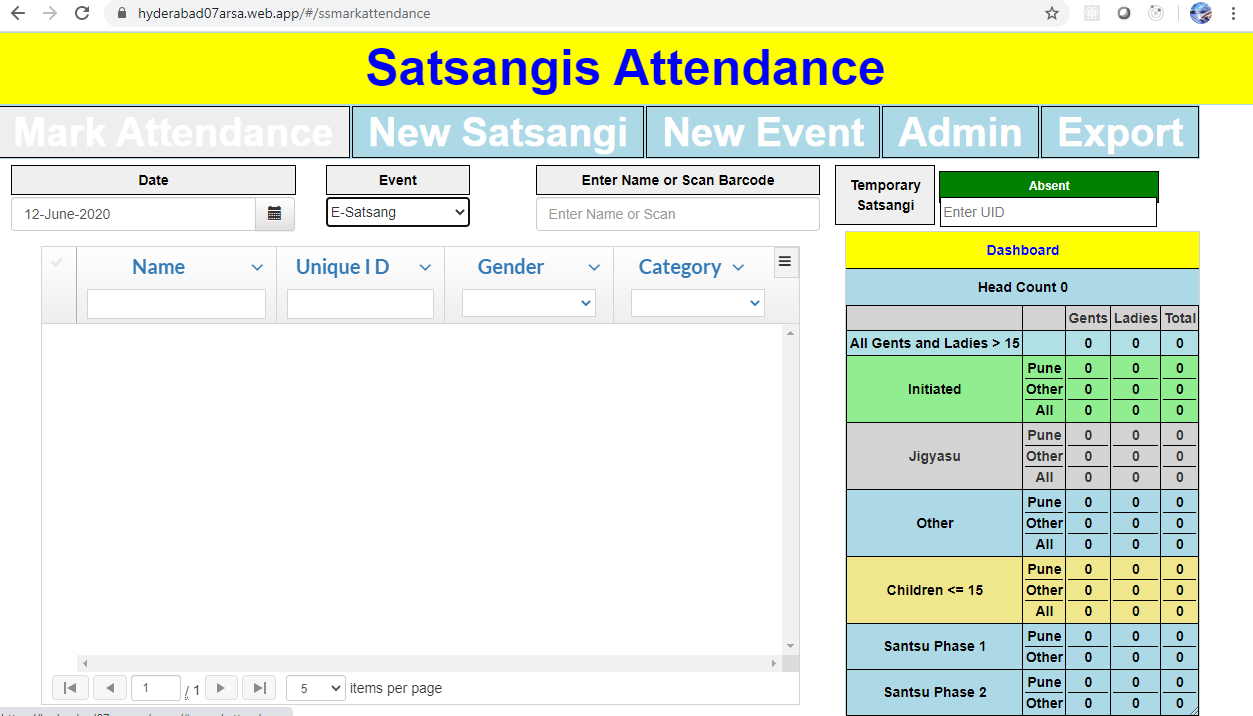 hyderabad07arsa.web.app/#/ssmarkattendance
Satsangis Attendance
Mark Attendance New Satsangi New Event Admin Export
Date Event Enter Name or Scan Barcode Temporary Satsangi Absent
12-June-2020 E-Satsang Enter Name or Scan Enter UID
Name Unique I D Gender Category
Dashboard
Head Count 0
Gents Ladies Total
All Gents and Ladies > 15 0 0 0
Initiated
Pune 0 0 0
Other 0 0 0
All 0 0 0
Jigyasu
Pune 0 0 0
Other 0 0 0
All 0 0 0
Other
Pune 0 0 0
Other 0 0 0
All 0 0 0
Children <= 15
Pune 0 0 0
Other 0 0 0
All 0 0 0
Santsu Phase 1
Pune 0 0 0
Other 0 0 0
Santsu Phase 2
Pune 0 0 0
Other 0 0 0
1 / 1 5 items per page